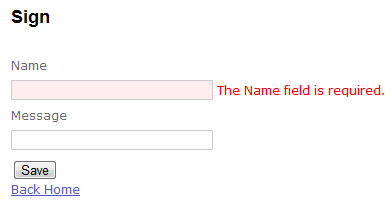 Sign
Name
The Name field is required.
Message
Save
Back Home